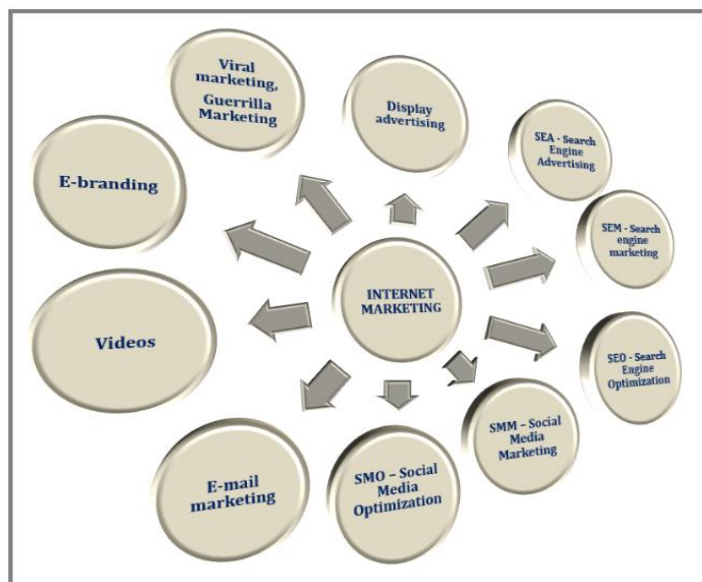 Viral
marketing,
Guerrilla
Marketing
Display
advertising
SEA - Search
Engine
Advertising
E-branding
SEM - Search
engine
marketing
INTERNET
MARKETING
Videos
SEO - Search
Engine
Optimization
SMM – Social
Media
Marketing
E-mail
marketing
SMO – Social
Media
Optimization